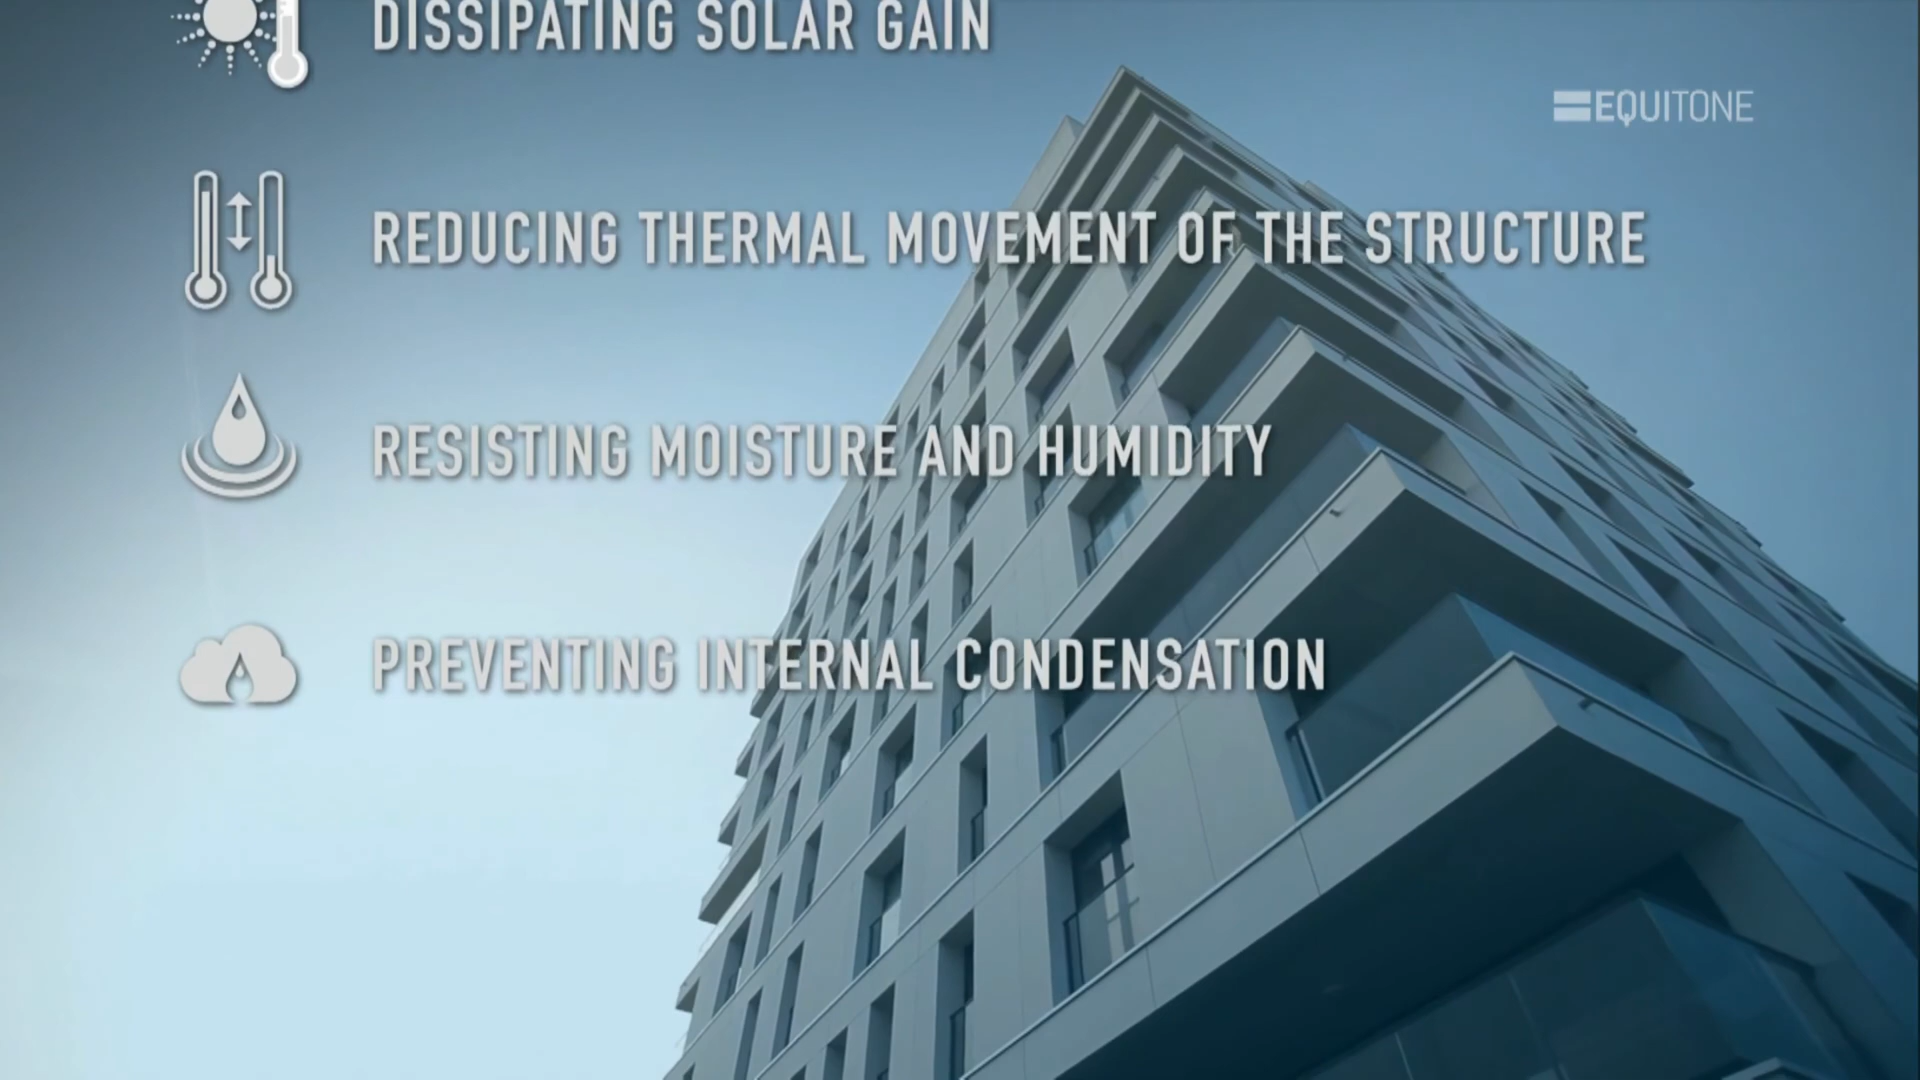 DISSIPATING SOLAR GAIN
EQUITONE
REDUCING THERMAL MOVEMENT OF THE STRUCTURE
RESISTING MOISTURE AND HUMIDITY
PREVENTING INTERNAL CONDENSATION